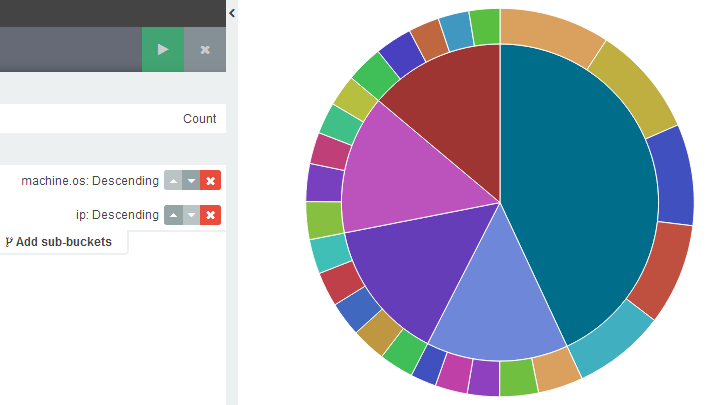 Count
machine.os: Descending
ip: Descending
Add sub-buckets